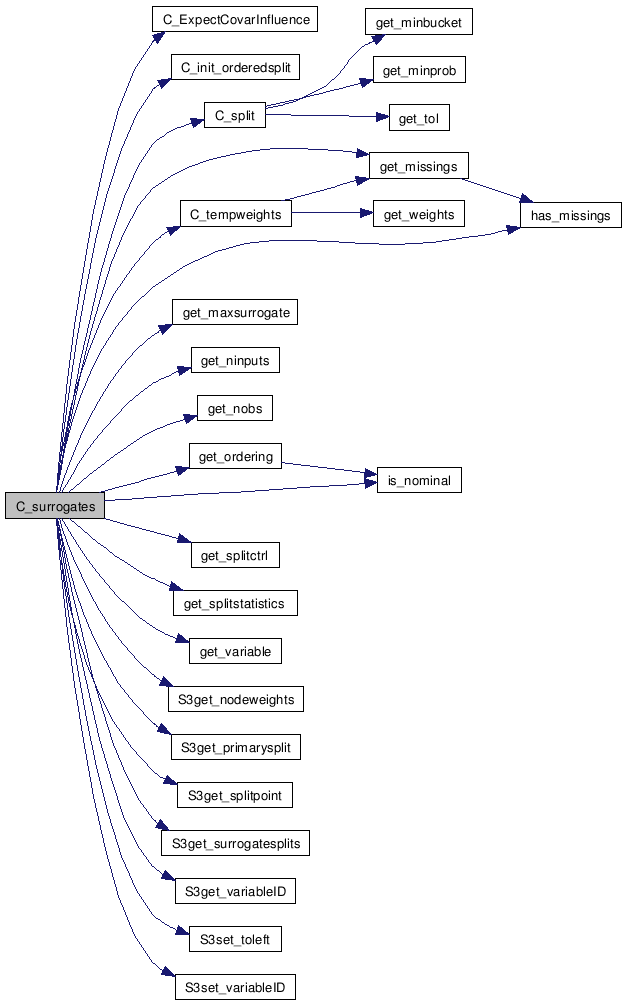 C_ExpectCovarInfluence
get_minbucket
C_init_orderedsplit
get_minprob
C_split
get_tol
get_missings
C_tempweights
get_weights
has_missings
get_maxsurrogate
get_ninputs
get_nobs
get_ordering
is_nominal
C_surrogates
get_splitctrl
get_splitstatistics
get_variable
S3get_nodeweights
S3get_primarysplit
S3get_splitpoint
S3get_surrogatesplits
S3get_variableID
S3set_toleft
S3set_variableID